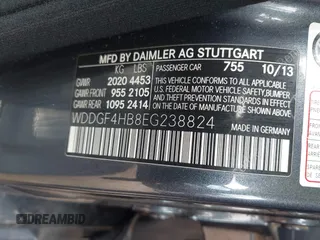 MFD BY DAIMLER AG STUTTGART
KG LBS PASSENGER CAR 755 10/13
GVWR 2020 4453
GAWR FRONT 955 2105
GAWR REAR 1095 2414
THIS VEHICLE CONFORMS TO ALL APPLICABLE
U.S. FEDERAL MOTOR VEHICLE SAFETY, BUMPER,
AND THEFT PREVENTION STANDARDS IN
EFFECT ON THE DATE OF MANUFACTURE
SHOWN ABOVE.
WDDGF4HB8EG238824
MADE IN GERMANY
DREAMBID